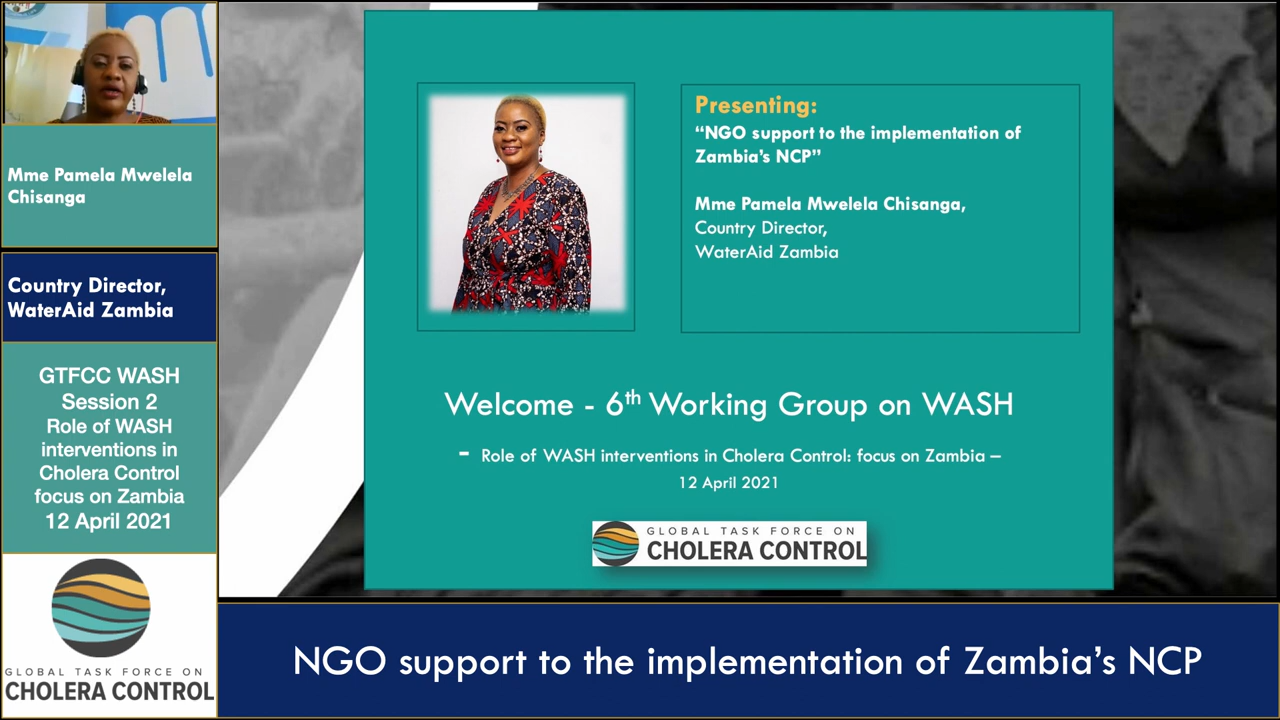 Mme Pamela Mwelela
Chisanga
Country Director,
WaterAid Zambia
GTFCC WASH
Session 2
Role of WASH
interventions in
Cholera Control
focus on Zambia
12 April 2021
GLOBAL TASK FORCE ON
CHOLERA CONTROL
Presenting:
“NGO support to the implementation of
Zambia’s NCP”
Mme Pamela Mwelela Chisanga,
Country Director,
WaterAid Zambia
Welcome - 6th Working Group on WASH
- Role of WASH interventions in Cholera Control: focus on Zambia –
12 April 2021
GLOBAL TASK FORCE ON
CHOLERA CONTROL
NGO support to the implementation of Zambia’s NCP